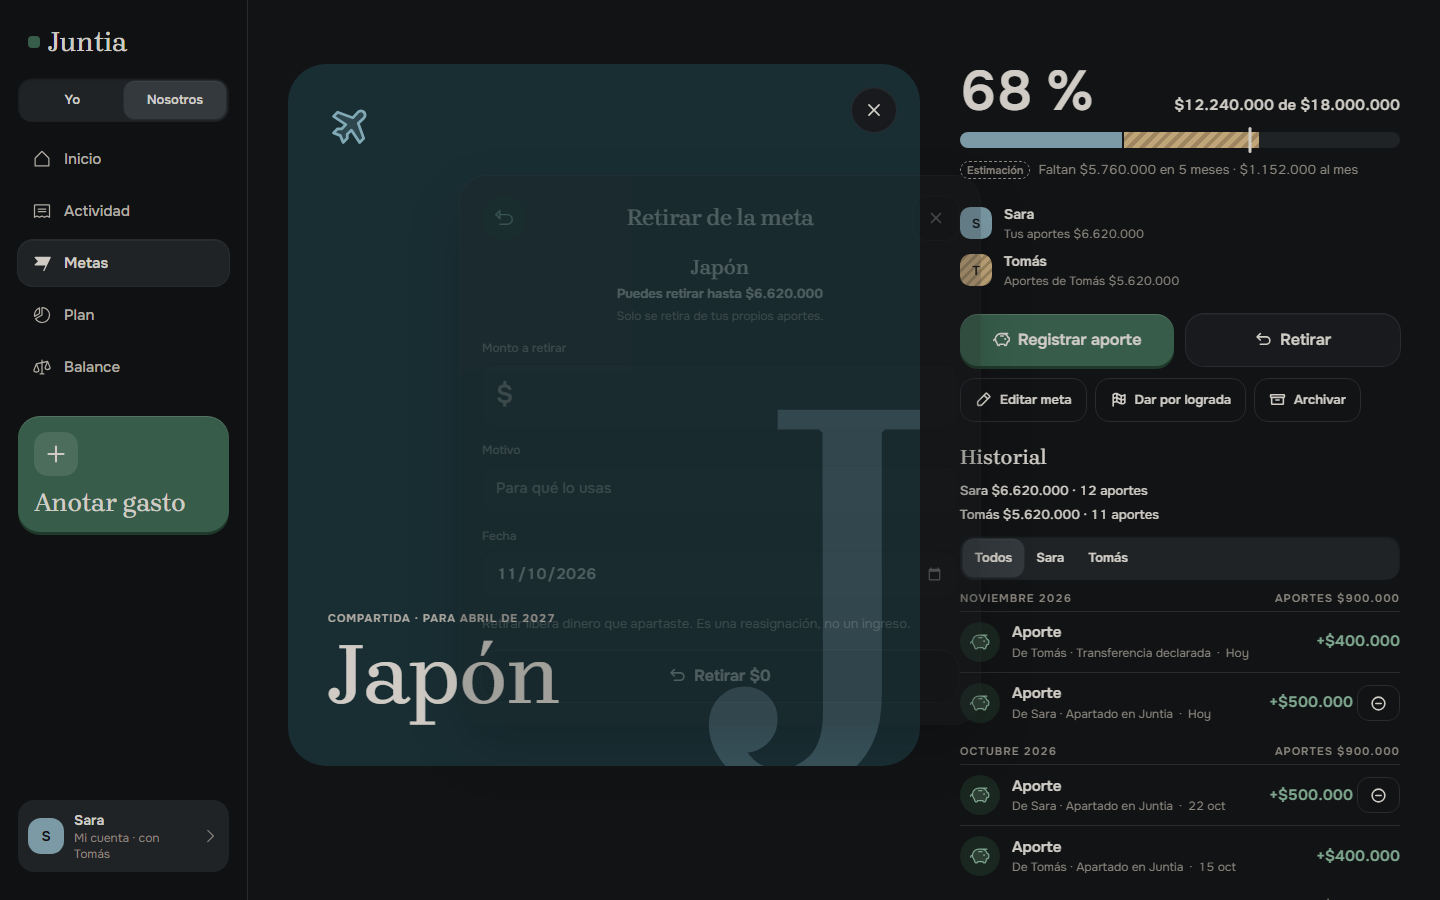 Juntia
Yo
Nosotros
Inicio
Actividad
Metas
Plan
Balance
Anotar gasto
S
Sara
Mi cuenta · con
Tomás
COMPARTIDA · PARA ABRIL DE 2027
Japón
J
Retirar de la meta
Japón
Puedes retirar hasta $6.620.000
Solo se retira de tus propios aportes.
Monto a retirar
$
Motivo
Para qué lo usas
Fecha
11/10/2026
Retirar libera dinero que apartaste. Es una reasignación, no un ingreso.
Retirar $0
68 %
$12.240.000 de $18.000.000
Estimación
Faltan $5.760.000 en 5 meses · $1.152.000 al mes
S
Sara
Tus aportes $6.620.000
T
Tomás
Aportes de Tomás $5.620.000
Registrar aporte
Retirar
Editar meta
Dar por lograda
Archivar
Historial
Sara $6.620.000 · 12 aportes
Tomás $5.620.000 · 11 aportes
Todos
Sara
Tomás
NOVIEMBRE 2026
APORTES $900.000
Aporte
De Tomás · Transferencia declarada · Hoy
+$400.000
Aporte
De Sara · Apartado en Juntia · Hoy
+$500.000
OCTUBRE 2026
APORTES $900.000
Aporte
De Sara · Apartado en Juntia · 22 oct
+$500.000
Aporte
De Tomás · Apartado en Juntia · 15 oct
+$400.000